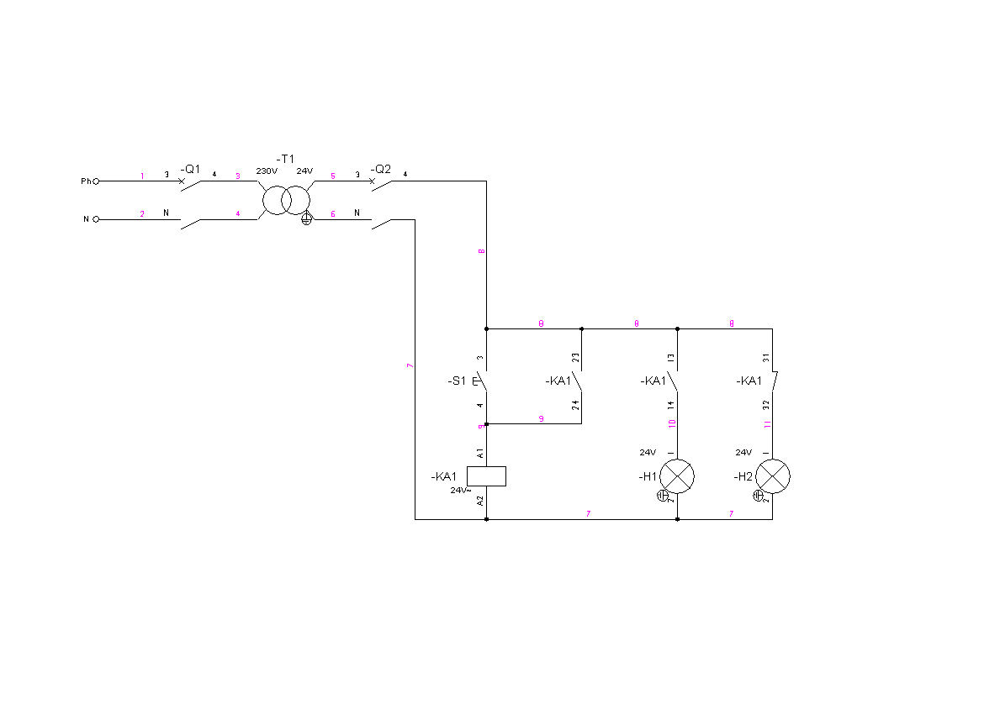 -T1
-Q1 230V 24V -Q2
Ph 1 3 4 3 5 3 4
N 2 N 4 6 N
8
8 8 8
7
3 23 13 31
-S1 -KA1 -KA1 -KA1
4 24 14 32
9
9 10 11
A1 24V 1 24V 1
-KA1 -H1 -H2
24V~
A2 2 2
7 7